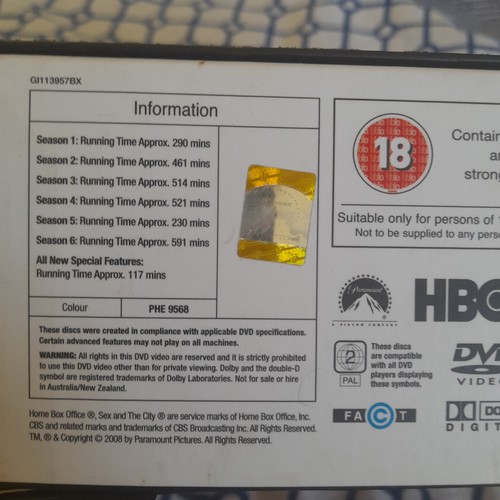 GI113957BX
Information
Season 1: Running Time Approx. 290 mins
Season 2: Running Time Approx. 461 mins
Season 3: Running Time Approx. 514 mins
Season 4: Running Time Approx. 521 mins
Season 5: Running Time Approx. 230 mins
Season 6: Running Time Approx. 591 mins
All New Special Features:
Running Time Approx. 117 mins
Colour PHE 9568
These discs were created in compliance with applicable DVD specifications.
Certain advanced features may not play on all machines.
WARNING: All rights in this DVD video are reserved and it is strictly prohibited
to use this DVD video other than for private viewing. Dolby and the double-D
symbol are registered trademarks of Dolby Laboratories. Not for sale or hire
in Australia/New Zealand.
Home Box Office ®, Sex and The City ® are service marks of Home Box Office, Inc.
CBS and related marks and trademarks of CBS Broadcasting Inc. All Rights Reserved.
TM, ® & Copyright © 2008 by Paramount Pictures. All Rights Reserved.
18
Contain
strong
Suitable only for persons of
Not to be supplied to any perso
Paramount
HBO
2
PAL
These discs
are compatible
with all DVD
players displaying
these symbols.
DVD
VIDE
FACT
DIGIT